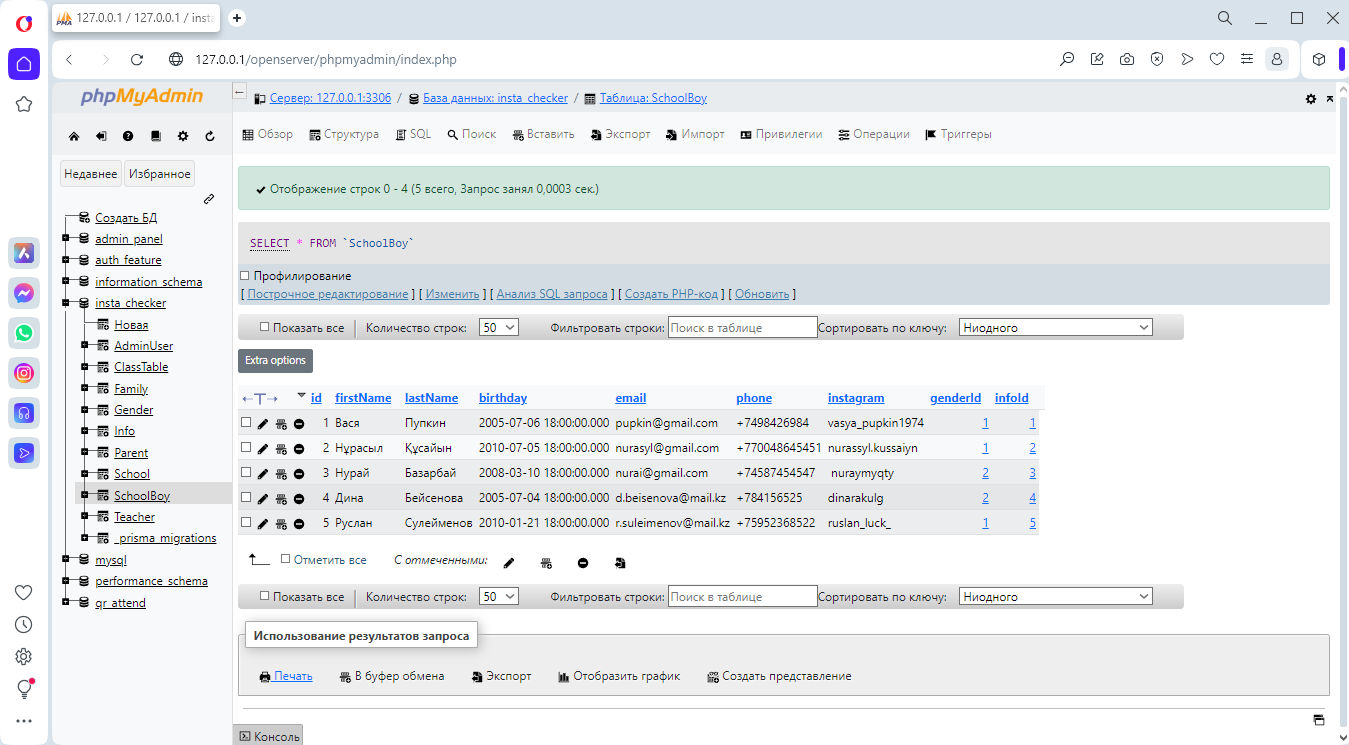 127.0.0.1 / 127.0.0.1 / insta
127.0.0.1/openserver/phpmyadmin/index.php
phpMyAdmin
Недавнее Избранное
Создать БД
admin_panel
auth_feature
information_schema
insta_checker
Новая
AdminUser
ClassTable
Family
Gender
Info
Parent
School
SchoolBoy
Teacher
_prisma_migrations
mysql
performance_schema
qr_attend
Сервер: 127.0.0.1:3306 / База данных: insta_checker / Таблица: SchoolBoy
Обзор Структура SQL Поиск Вставить Экспорт Импорт Привилегии Операции Триггеры
Отображение строк 0 - 4 (5 всего, Запрос занял 0,0003 сек.)
SELECT * FROM `SchoolBoy`
Профилирование
[ Построчное редактирование ] [ Изменить ] [ Анализ SQL запроса ] [ Создать PHP-код ] [ Обновить ]
Показать все Количество строк: 50 Фильтровать строки: Поиск в таблице Сортировать по ключу: Ниодного
Extra options
←T→ id firstName lastName birthday email phone instagram genderId infoId
1 Вася Пупкин 2005-07-06 18:00:00.000 pupkin@gmail.com +7498426984 vasya_pupkin1974 1 1
2 Нұрасыл Құсайын 2010-07-05 18:00:00.000 nurasyl@gmail.com +770048645451 nurassyl.kussaiyn 1 2
3 Нурай Базарбай 2008-03-10 18:00:00.000 nurai@gmail.com +74587454547 nuraymyqty 2 3
4 Дина Бейсенова 2005-07-04 18:00:00.000 d.beisenova@mail.kz +784156525 dinarakulg 2 4
5 Руслан Сулейменов 2010-01-21 18:00:00.000 r.suleimenov@mail.kz +75952368522 ruslan_luck_ 1 5
Отметить все С отмеченными:
Показать все Количество строк: 50 Фильтровать строки: Поиск в таблице Сортировать по ключу: Ниодного
Использование результатов запроса
Печать В буфер обмена Экспорт Отобразить график Создать представление
Консоль